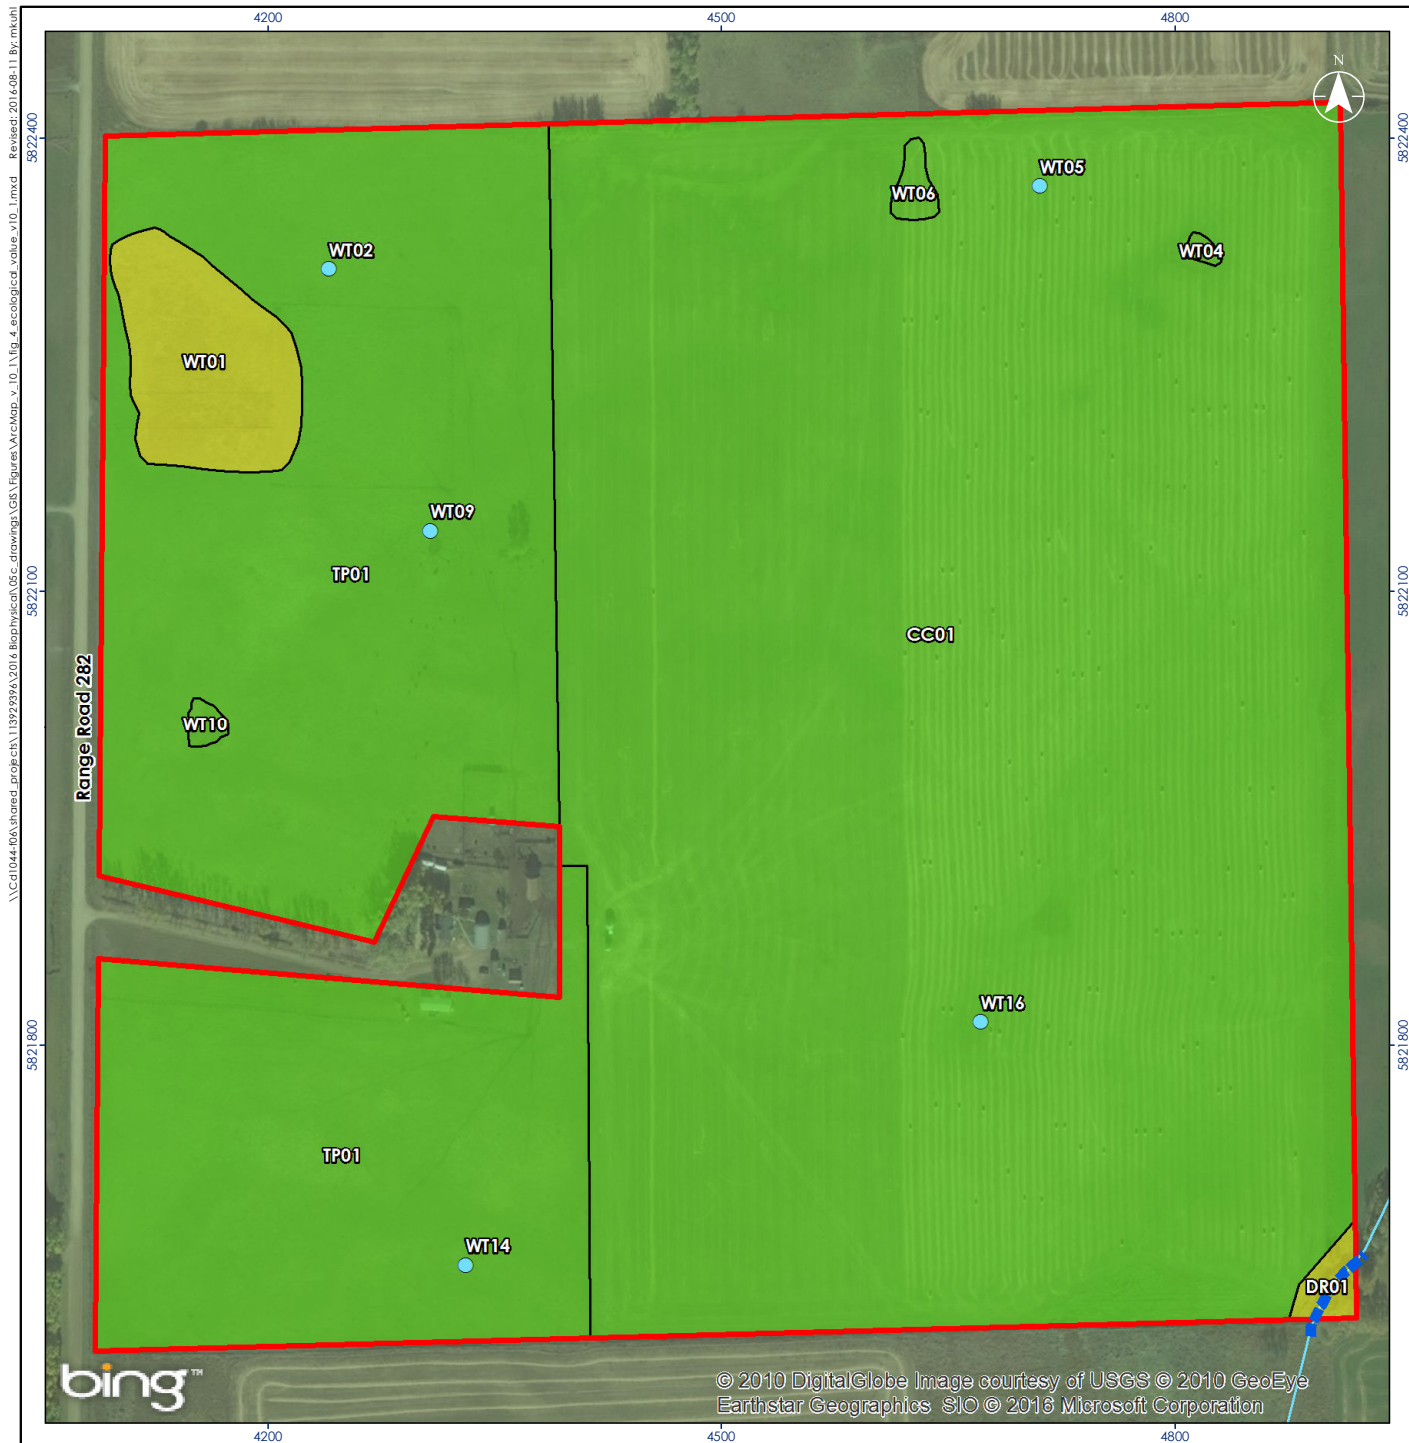 \\Cd1044-f06\shared_projects\113929396\2016 Biophysical\05c_drawings\GIS\Figures\ArcMap_v_10_1\fig_4_ecological_value_v10_1.mxd Revised: 2016-08-11 By: mkuhl
4200 4500 4800
N
5822400 5822400
WT05
WT06
WT02
WT04
WT01
WT09
TP01
5822100 5822100
CC01
Range Road 282
WT10
WT16
5821800 5821800
TP01
WT14
DR01
bing™
© 2010 DigitalGlobe Image courtesy of USGS © 2010 GeoEye
Earthstar Geographics SIO © 2016 Microsoft Corporation
4200 4500 4800